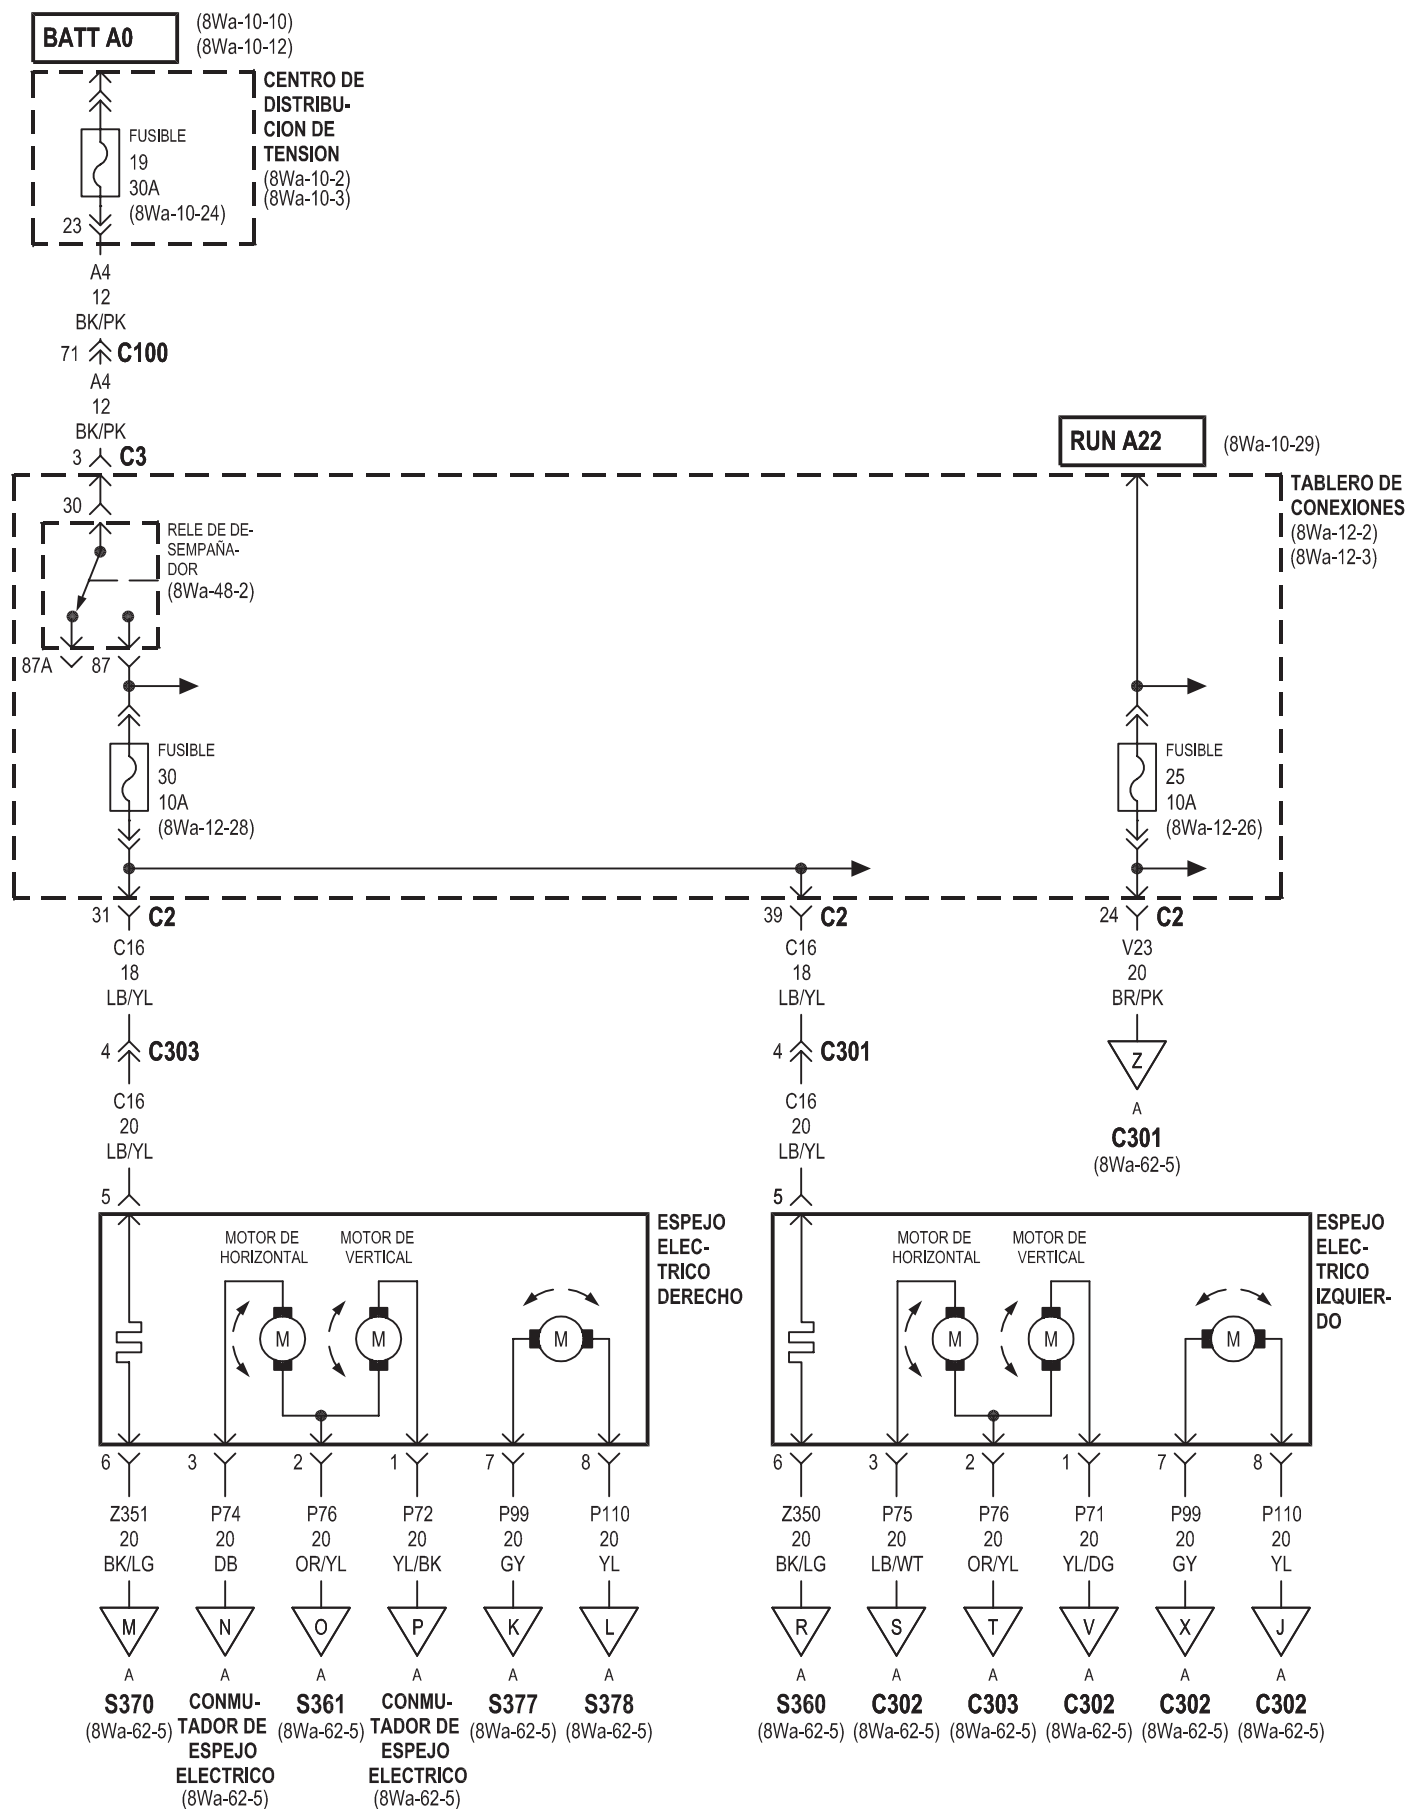 BATT A0
(8Wa-10-10)
(8Wa-10-12)
CENTRO DE
DISTRIBU-
CION DE
TENSION
(8Wa-10-2)
(8Wa-10-3)
FUSIBLE
19
30A
(8Wa-10-24)
23
A4
12
BK/PK
71 C100
A4
12
BK/PK
3 C3
RUN A22
(8Wa-10-29)
TABLERO DE
CONEXIONES
(8Wa-12-2)
(8Wa-12-3)
30
RELE DE DE-
SEMPAÑA-
DOR
(8Wa-48-2)
87A 87
FUSIBLE
30
10A
(8Wa-12-28)
FUSIBLE
25
10A
(8Wa-12-26)
31 C2
C16
18
LB/YL
4 C303
C16
20
LB/YL
5
39 C2
C16
18
LB/YL
4 C301
C16
20
LB/YL
5
24 C2
V23
20
BR/PK
Z
A
C301
(8Wa-62-5)
MOTOR DE
HORIZONTAL
MOTOR DE
VERTICAL
M M M
ESPEJO
ELEC-
TRICO
DERECHO
MOTOR DE
HORIZONTAL
MOTOR DE
VERTICAL
M M M
ESPEJO
ELEC-
TRICO
IZQUIER-
DO
6 3 2 1 7 8 6 3 2 1 7 8
Z351 P74 P76 P72 P99 P110 Z350 P75 P76 P71 P99 P110
20 20 20 20 20 20 20 20 20 20 20 20
BK/LG DB OR/YL YL/BK GY YL BK/LG LB/WT OR/YL YL/DG GY YL
M N O P K L R S T V X J
A A A A A A A A A A A A
S370
(8Wa-62-5)
CONMU-
TADOR DE
ESPEJO
ELECTRICO
(8Wa-62-5)
S361
(8Wa-62-5)
CONMU-
TADOR DE
ESPEJO
ELECTRICO
(8Wa-62-5)
S377
(8Wa-62-5)
S378
(8Wa-62-5)
S360
(8Wa-62-5)
C302
(8Wa-62-5)
C303
(8Wa-62-5)
C302
(8Wa-62-5)
C302
(8Wa-62-5)
C302
(8Wa-62-5)